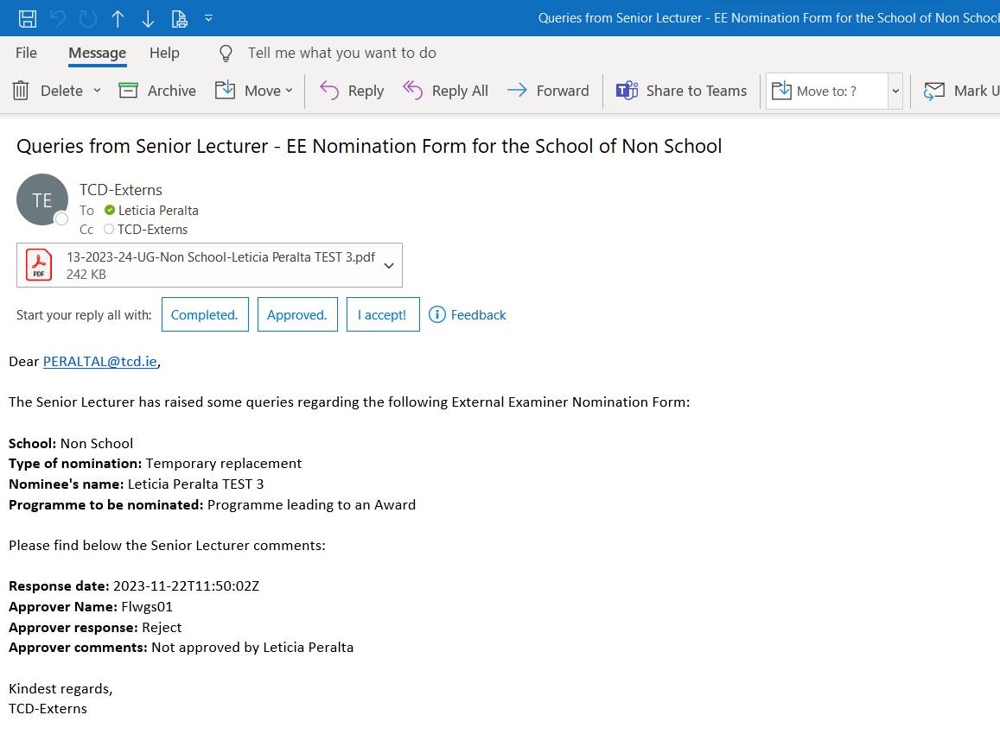 Queries from Senior Lecturer - EE Nomination Form for the School of Non School
File Message Help Tell me what you want to do
Delete Archive Move Reply Reply All Forward Share to Teams Move to: ? Mark U
Queries from Senior Lecturer - EE Nomination Form for the School of Non School
TE
TCD-Externs
To Leticia Peralta
Cc TCD-Externs
PDF
13-2023-24-UG-Non School-Leticia Peralta TEST 3.pdf
242 KB
Start your reply all with: Completed. Approved. I accept! Feedback
Dear PERALTAL@tcd.ie,
The Senior Lecturer has raised some queries regarding the following External Examiner Nomination Form:
School: Non School
Type of nomination: Temporary replacement
Nominee's name: Leticia Peralta TEST 3
Programme to be nominated: Programme leading to an Award
Please find below the Senior Lecturer comments:
Response date: 2023-11-22T11:50:02Z
Approver Name: Flwgs01
Approver response: Reject
Approver comments: Not approved by Leticia Peralta
Kindest regards,
TCD-Externs